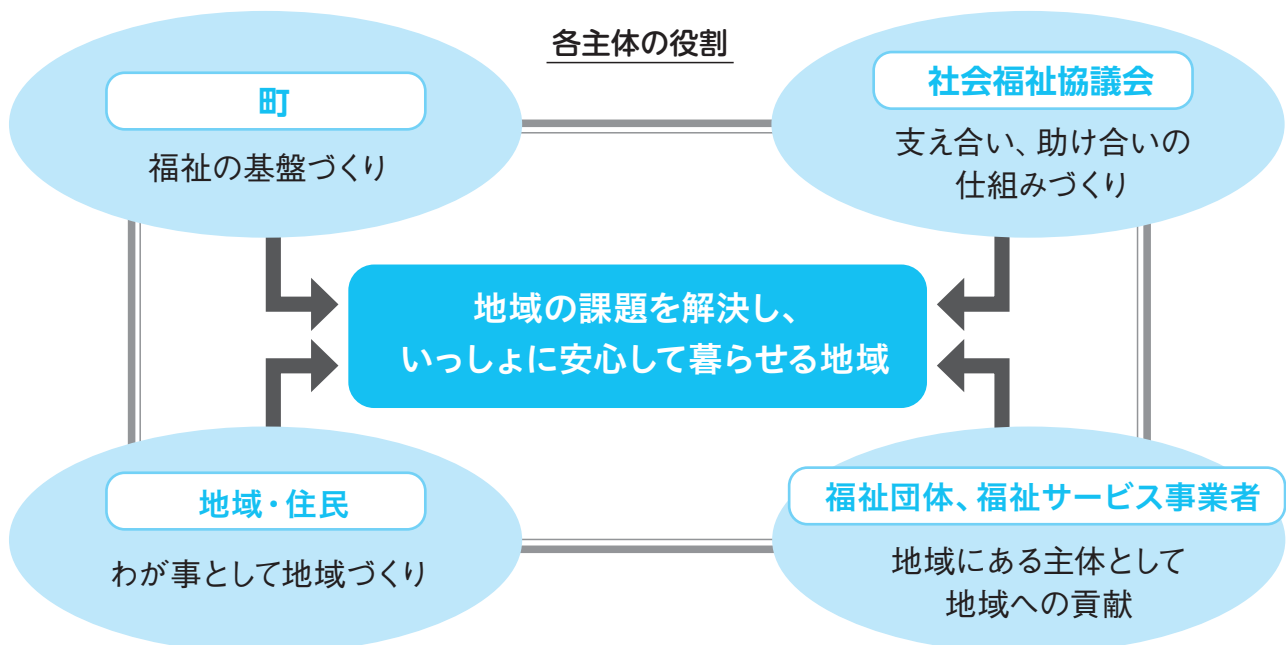 各主体の役割
町
福祉の基盤づくり
社会福祉協議会
支え合い、助け合いの
仕組みづくり
地域の課題を解決し、
いっしょに安心して暮らせる地域
地域・住民
わが事として地域づくり
福祉団体、福祉サービス事業者
地域にある主体として
地域への貢献